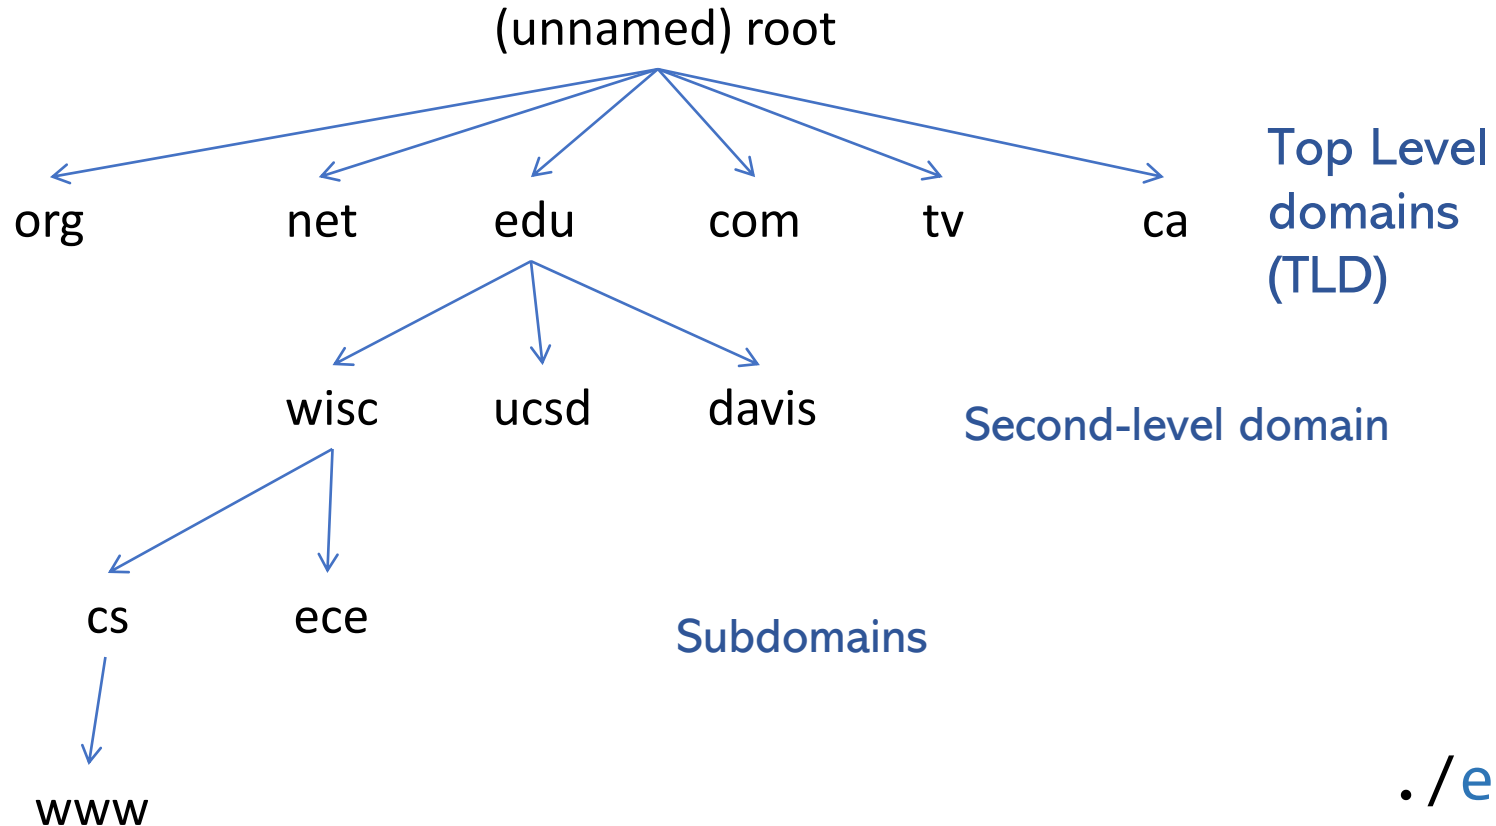 (unnamed) root
Top Level
domains
(TLD)
org net edu com tv ca
wisc ucsd davis
Second-level domain
cs ece
Subdomains
www
./e